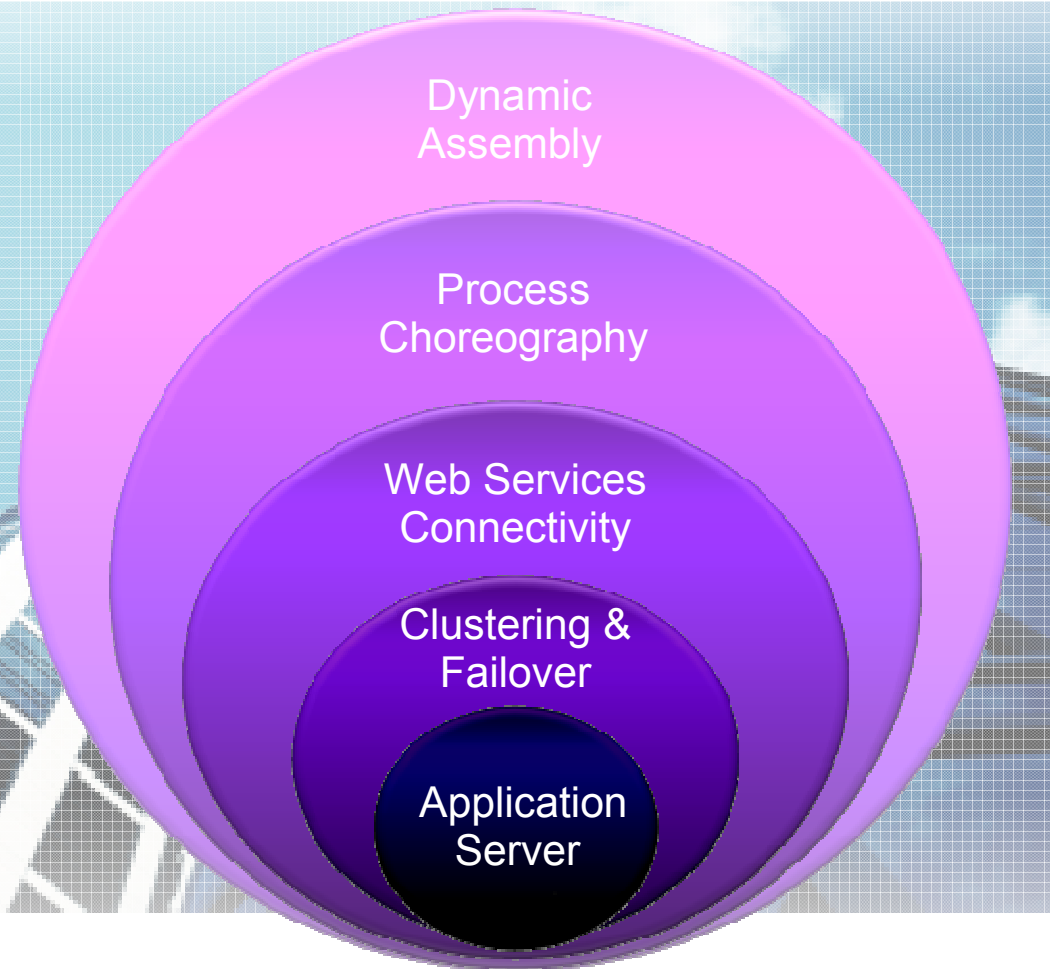 Dynamic
Assembly
Process
Choreography
Web Services
Connectivity
Clustering &
Failover
Application
Server